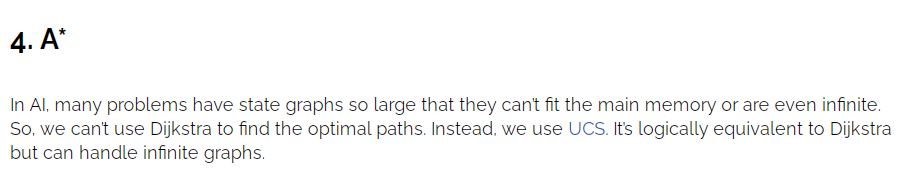 4. A*
In AI, many problems have state graphs so large that they can't fit the main memory or are even infinite.
So, we can't use Dijkstra to find the optimal paths. Instead, we use UCS. It's logically equivalent to Dijkstra
but can handle infinite graphs.